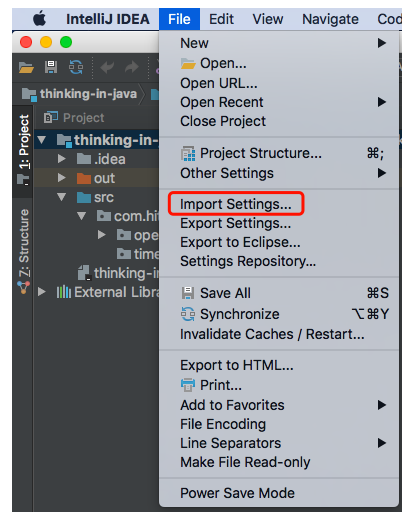 IntelliJ IDEA File Edit View Navigate Cod
New
Open...
Open URL...
Open Recent
Close Project
Project Structure... ⌘;
Other Settings
Import Settings...
Export Settings...
Export to Eclipse...
Settings Repository...
Save All ⌘S
Synchronize ⌥⌘Y
Invalidate Caches / Restart...
Export to HTML...
Print...
Add to Favorites
File Encoding
Line Separators
Make File Read-only
Power Save Mode
thinking-in-java
Project
thinking-in-
.idea
out
src
com.hi
ope
time
thinking-in
External Libra
1: Project
Z: Structure